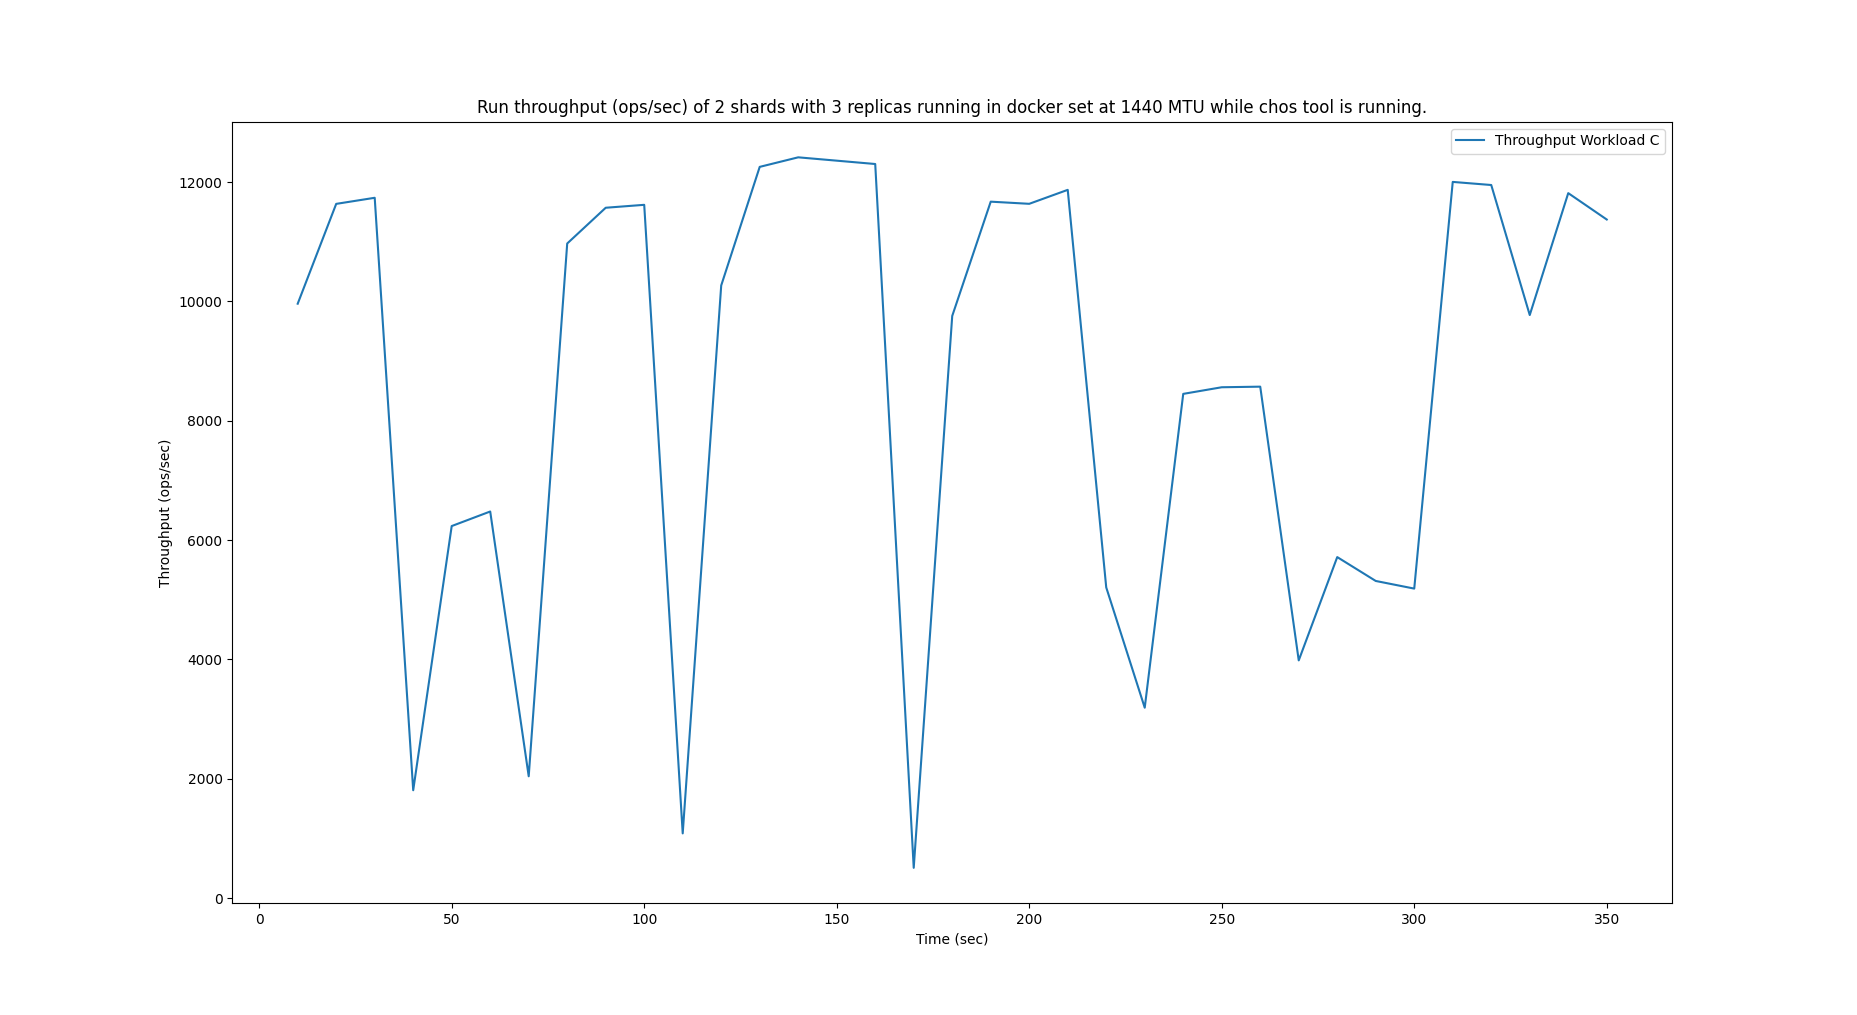 Run throughput (ops/sec) of 2 shards with 3 replicas running in docker set at 1440 MTU while chos tool is running.
Throughput Workload C
12000
10000
8000
6000
4000
2000
0
Throughput (ops/sec)
0 50 100 150 200 250 300 350
Time (sec)